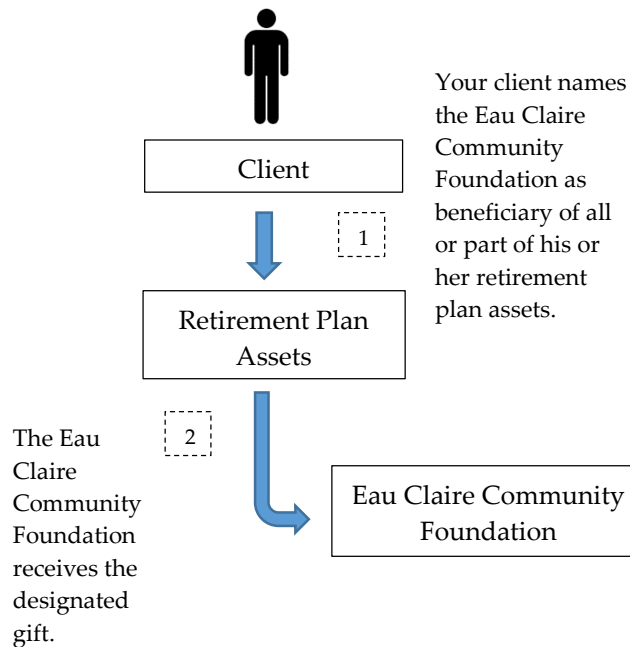 Your client names
the Eau Claire
Community
Foundation as
beneficiary of all
or part of his or
her retirement
plan assets.
Client
1
Retirement Plan
Assets
2
The Eau
Claire
Community
Foundation
receives the
designated
gift.
Eau Claire Community
Foundation